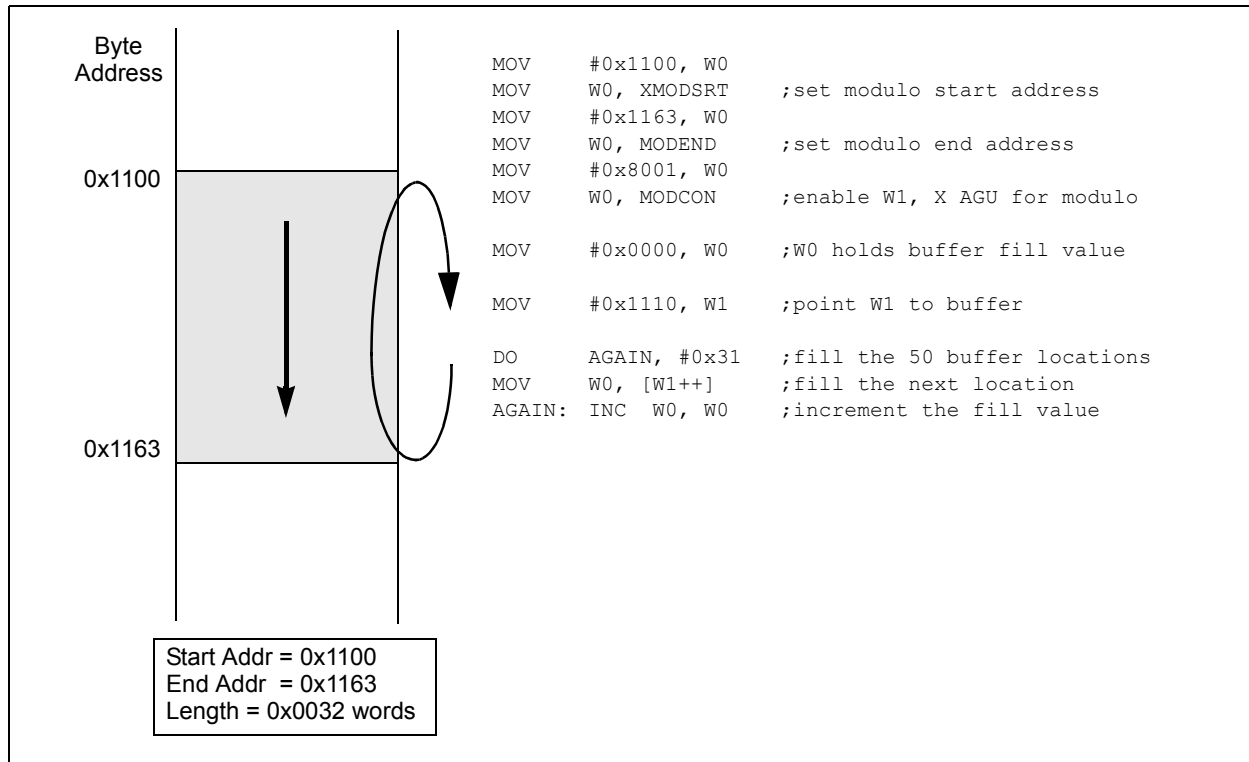 Byte
Address
0x1100
0x1163
MOV #0x1100, W0
MOV W0, XMODSRT ;set modulo start address
MOV #0x1163, W0
MOV W0, MODEND ;set modulo end address
MOV #0x8001, W0
MOV W0, MODCON ;enable W1, X AGU for modulo
MOV #0x0000, W0 ;W0 holds buffer fill value
MOV #0x1110, W1 ;point W1 to buffer
DO AGAIN, #0x31 ;fill the 50 buffer locations
MOV W0, [W1++] ;fill the next location
AGAIN: INC W0, W0 ;increment the fill value
Start Addr = 0x1100
End Addr = 0x1163
Length = 0x0032 words